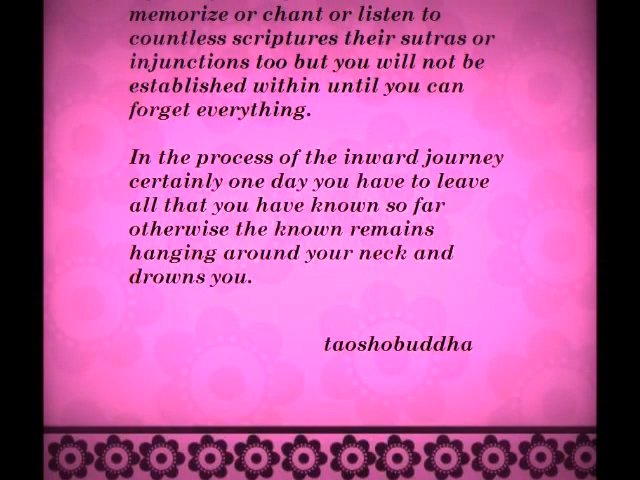 memorize or chant or listen to
countless scriptures their sutras or
injunctions too but you will not be
established within until you can
forget everything.
In the process of the inward journey
certainly one day you have to leave
all that you have known so far
otherwise the known remains
hanging around your neck and
drowns you.
taoshobuddha